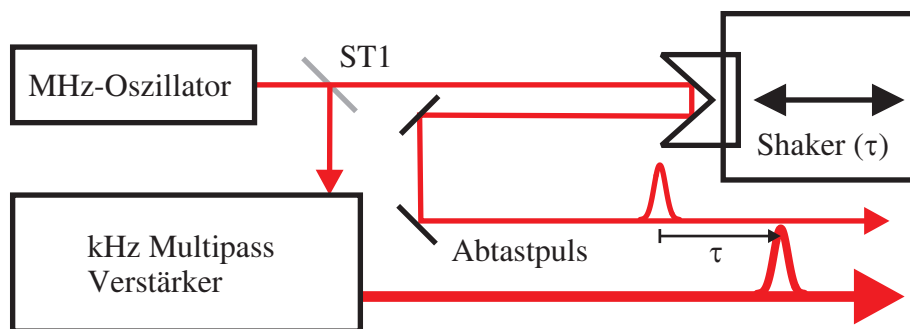 ST1
MHz-Oszillator
Shaker (τ)
kHz Multipass
Verstärker
Abtastpuls
τ